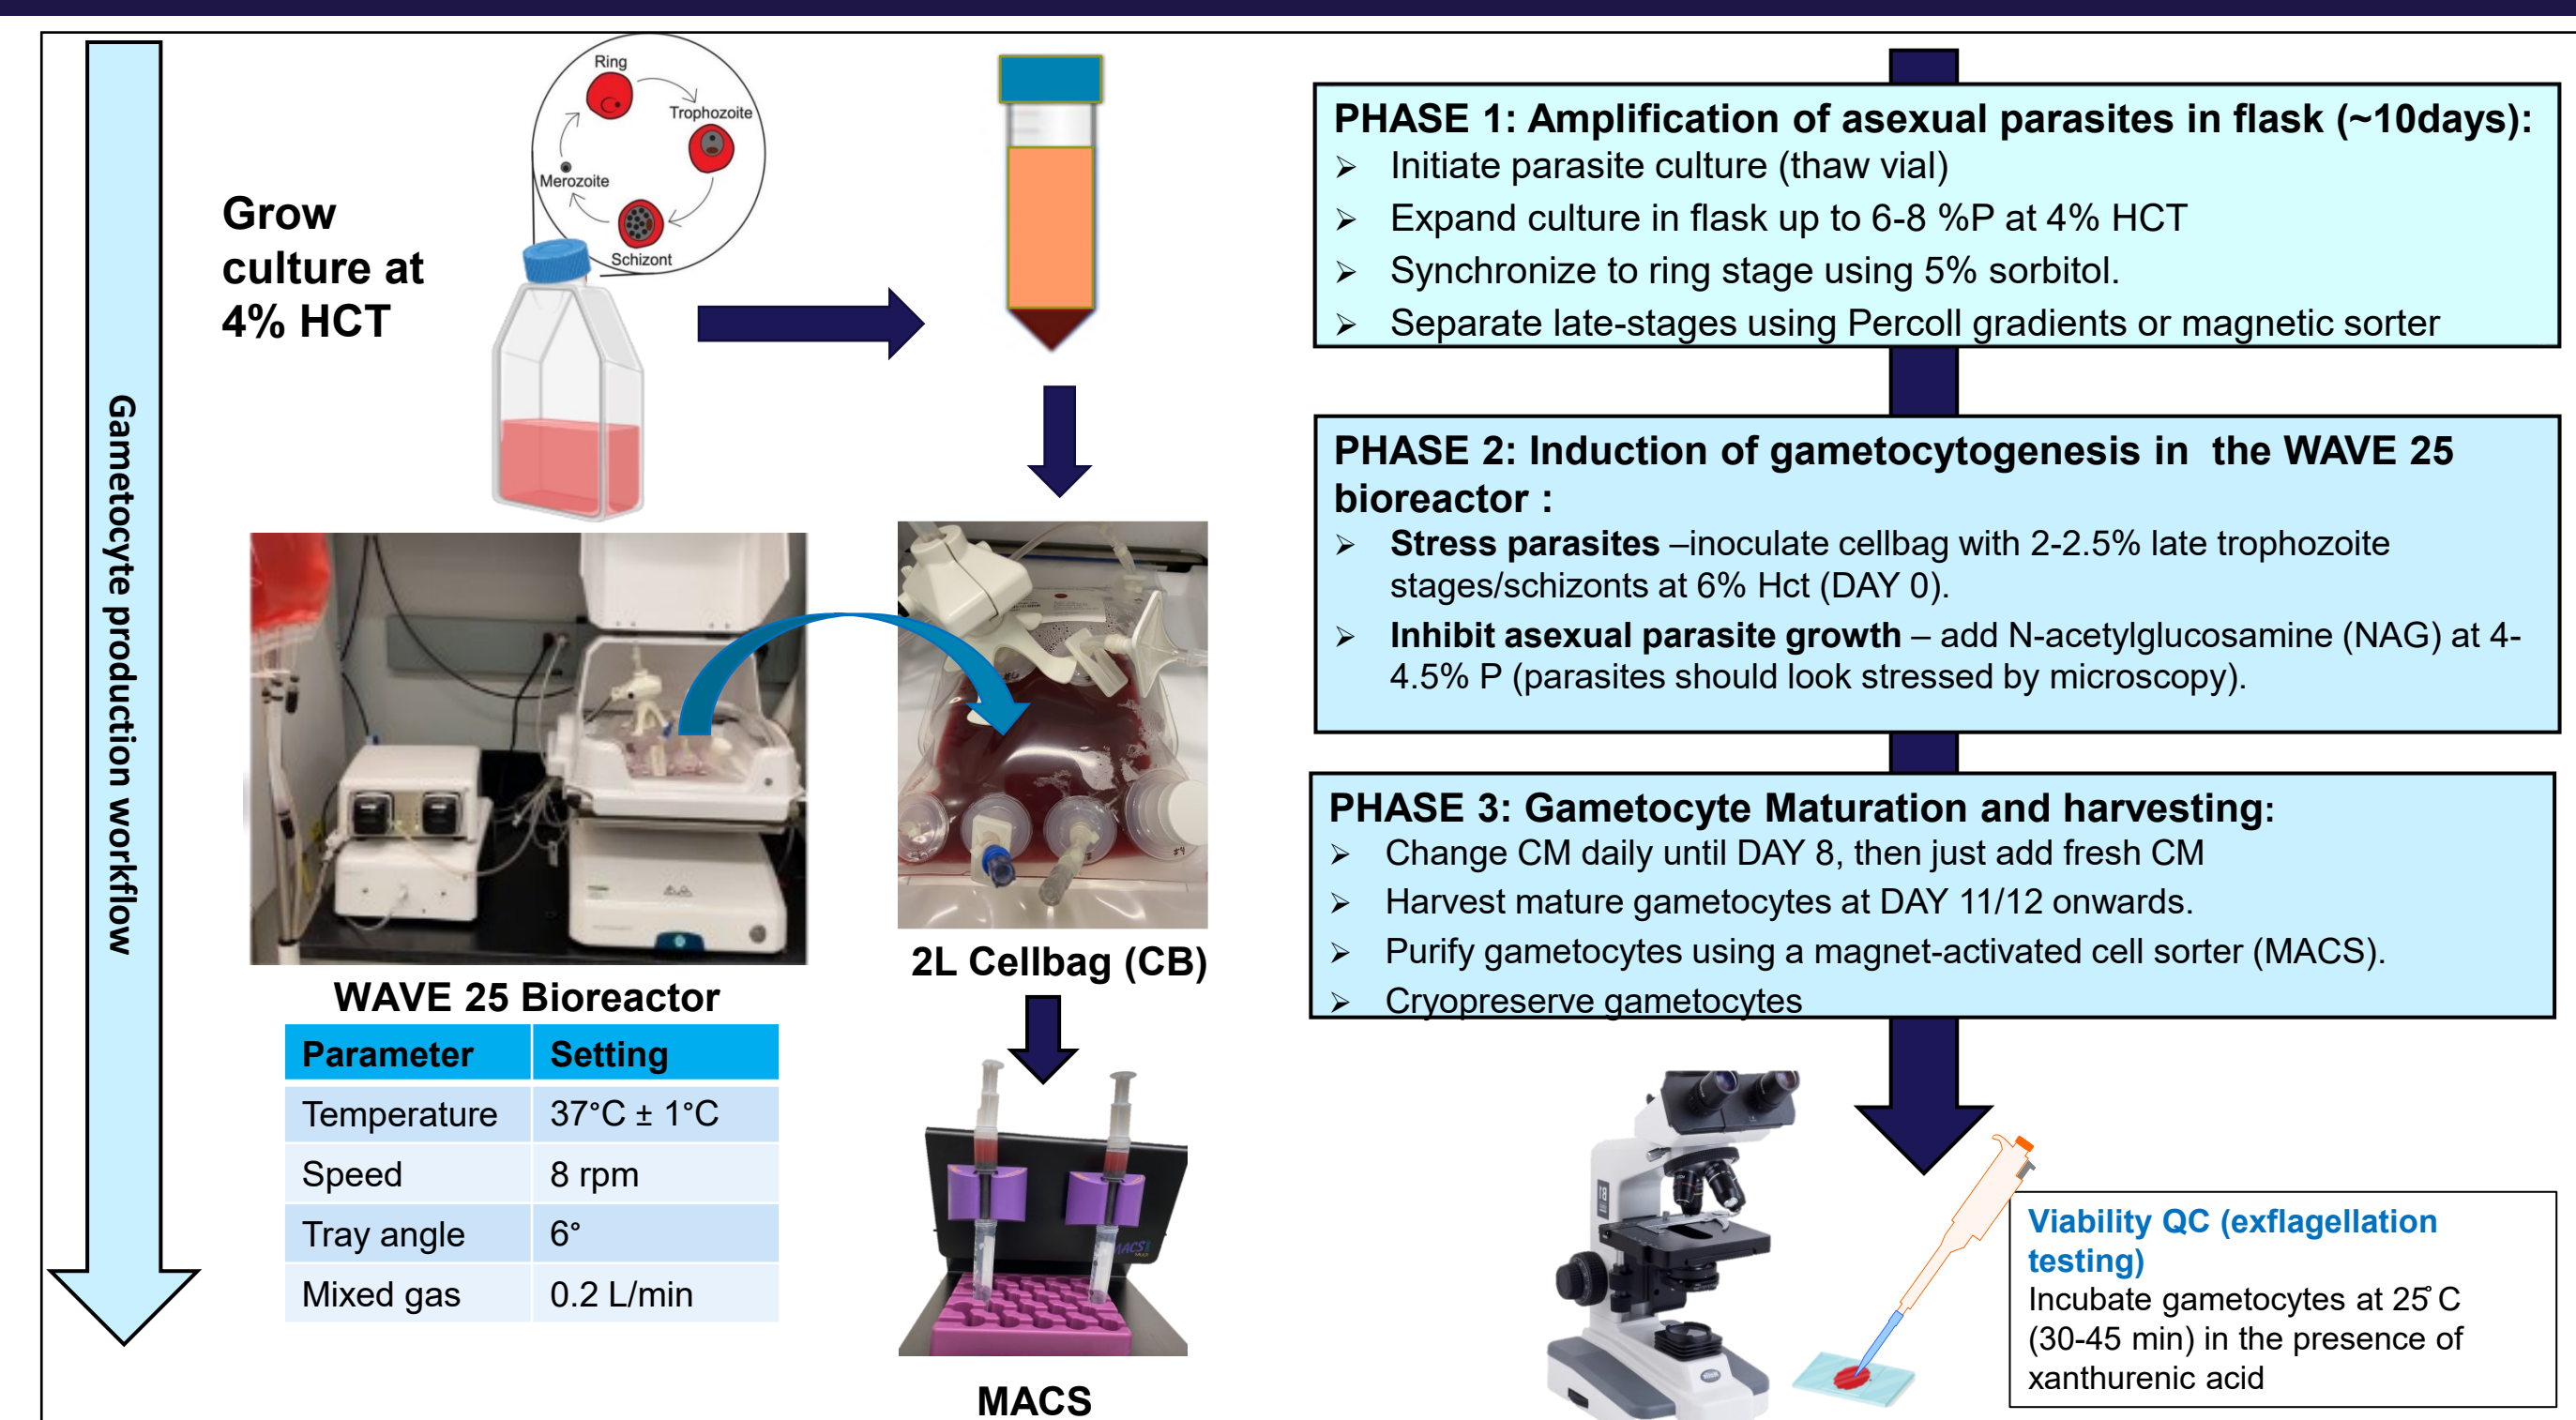 Gametocyte production workflow
Grow
culture at
4% HCT
Ring
Trophozoite
Merozoite
Schizont
WAVE 25 Bioreactor
Parameter Setting
Temperature 37°C ± 1°C
Speed 8 rpm
Tray angle 6°
Mixed gas 0.2 L/min
2L Cellbag (CB)
MACS
PHASE 1: Amplification of asexual parasites in flask (~10days):
➢ Initiate parasite culture (thaw vial)
➢ Expand culture in flask up to 6-8 %P at 4% HCT
➢ Synchronize to ring stage using 5% sorbitol.
➢ Separate late-stages using Percoll gradients or magnetic sorter
PHASE 2: Induction of gametocytogenesis in the WAVE 25
bioreactor :
➢ Stress parasites –inoculate cellbag with 2-2.5% late trophozoite
stages/schizonts at 6% Hct (DAY 0).
➢ Inhibit asexual parasite growth – add N-acetylglucosamine (NAG) at 4-
4.5% P (parasites should look stressed by microscopy).
PHASE 3: Gametocyte Maturation and harvesting:
➢ Change CM daily until DAY 8, then just add fresh CM
➢ Harvest mature gametocytes at DAY 11/12 onwards.
➢ Purify gametocytes using a magnet-activated cell sorter (MACS).
➢ Cryopreserve gametocytes
Viability QC (exflagellation
testing)
Incubate gametocytes at 25°C
(30-45 min) in the presence of
xanthurenic acid